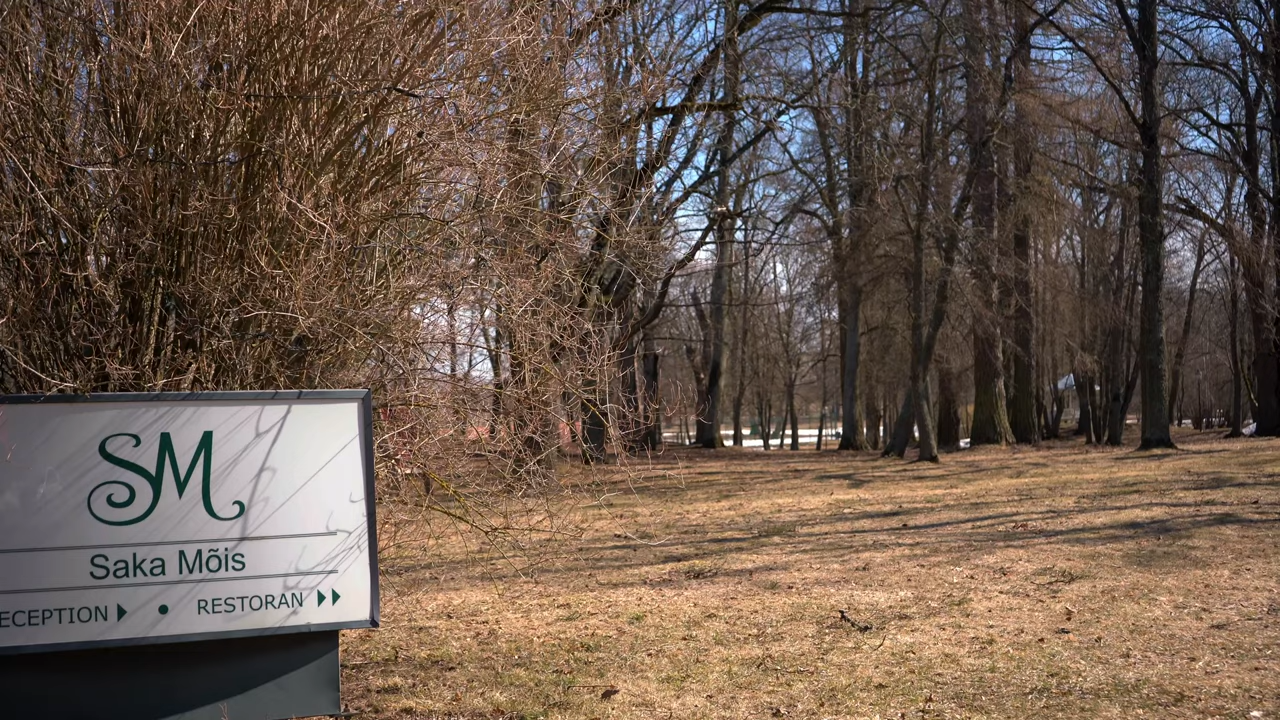 SM
Saka Mõis
ECEPTION • RESTORAN